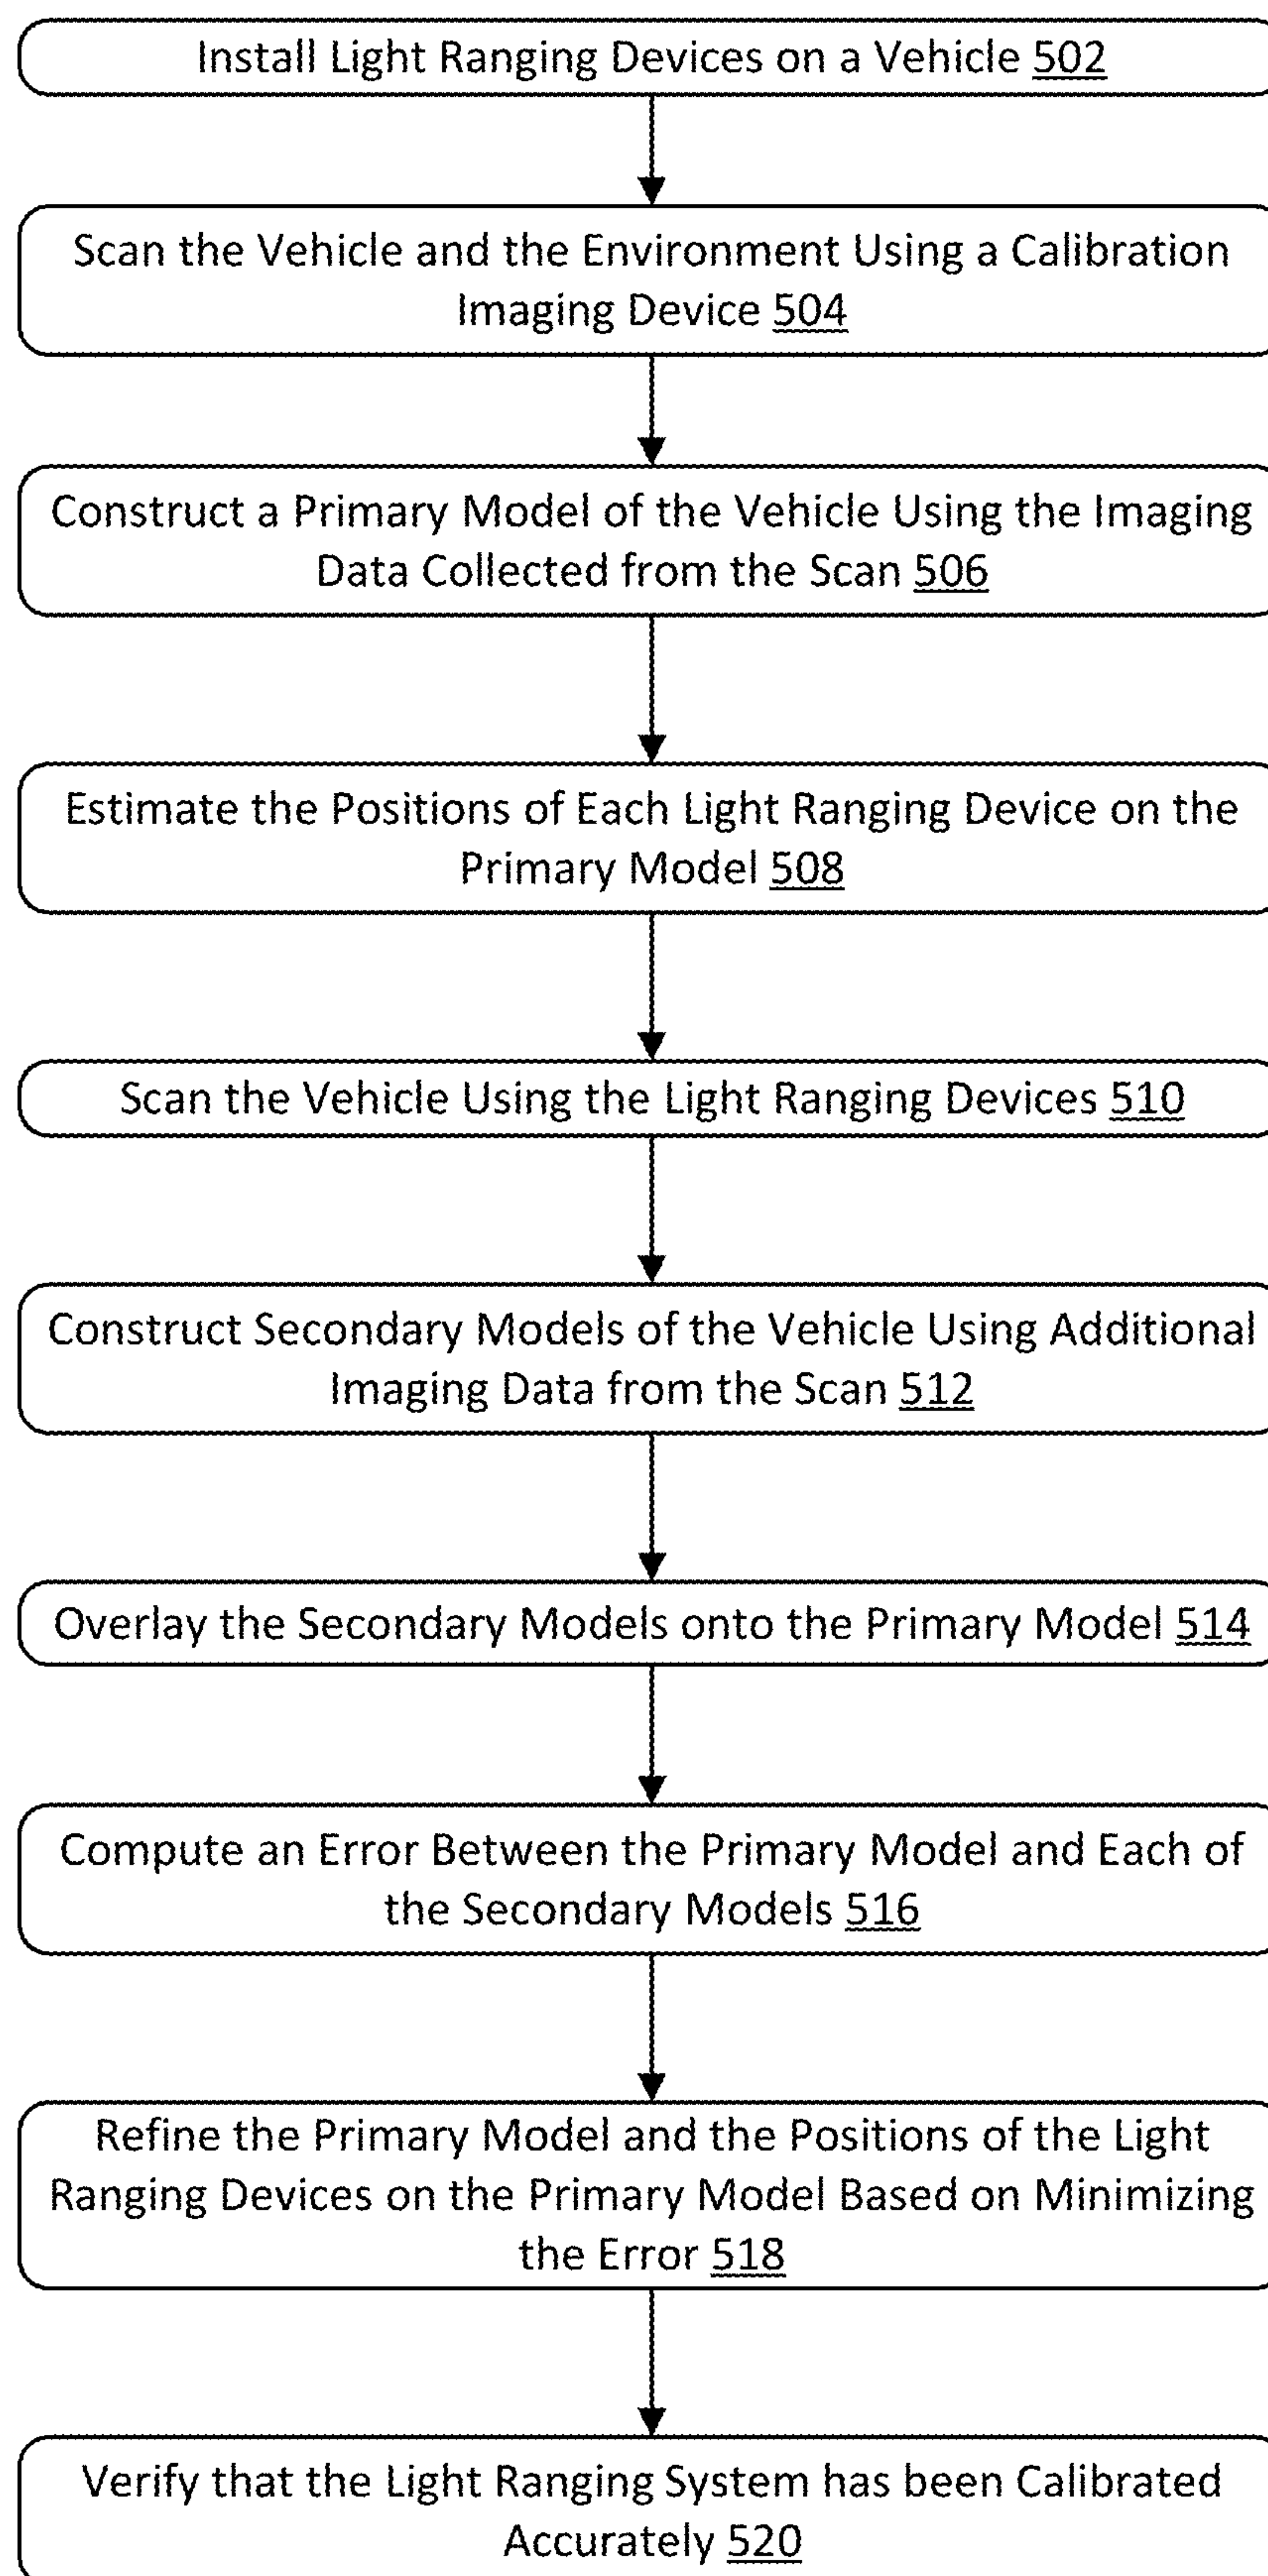 Install Light Ranging Devices on a Vehicle 502
Scan the Vehicle and the Environment Using a Calibration
Imaging Device 504
Construct a Primary Model of the Vehicle Using the Imaging
Data Collected from the Scan 506
Estimate the Positions of Each Light Ranging Device on the
Primary Model 508
Scan the Vehicle Using the Light Ranging Devices 510
Construct Secondary Models of the Vehicle Using Additional
Imaging Data from the Scan 512
Overlay the Secondary Models onto the Primary Model 514
Compute an Error Between the Primary Model and Each of
the Secondary Models 516
Refine the Primary Model and the Positions of the Light
Ranging Devices on the Primary Model Based on Minimizing
the Error 518
Verify that the Light Ranging System has been Calibrated
Accurately 520